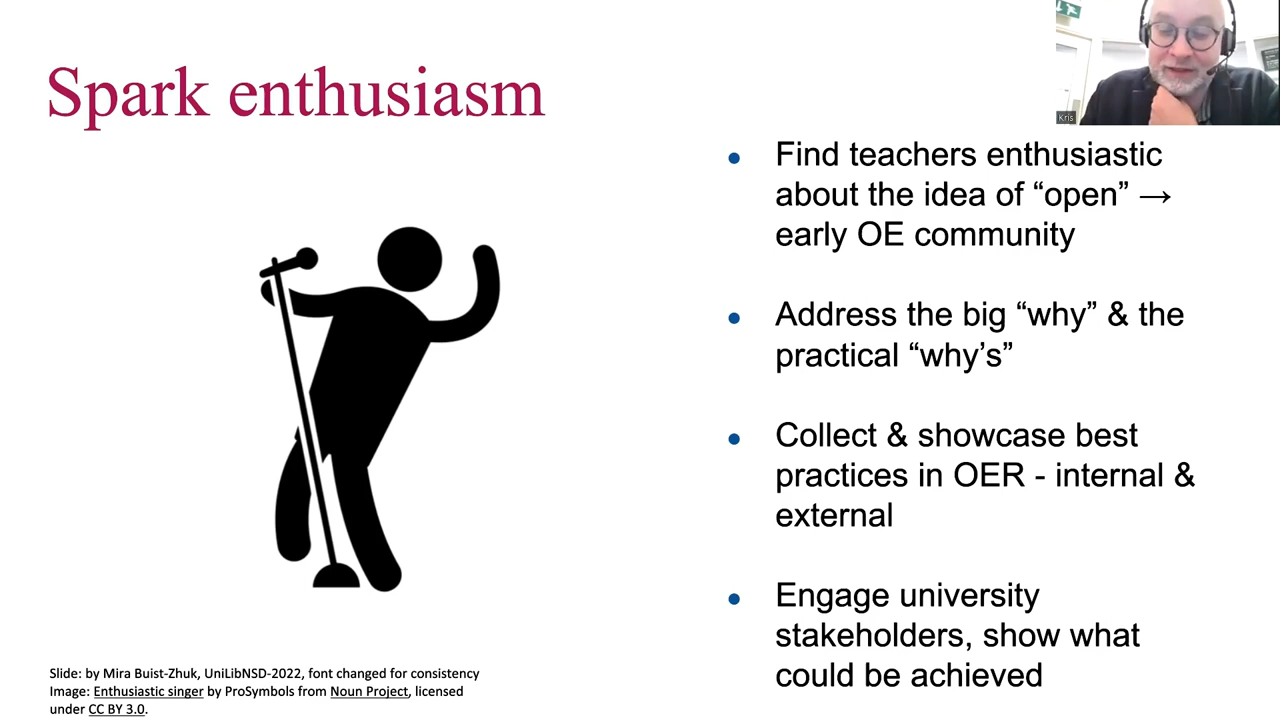 Spark enthusiasm
Kris
● Find teachers enthusiastic
about the idea of “open” →
early OE community
● Address the big “why” & the
practical “why’s”
● Collect & showcase best
practices in OER - internal &
external
● Engage university
stakeholders, show what
could be achieved
Slide: by Mira Buist-Zhuk, UniLibNSD-2022, font changed for consistency
Image: Enthusiastic singer by ProSymbols from Noun Project, licensed
under CC BY 3.0.